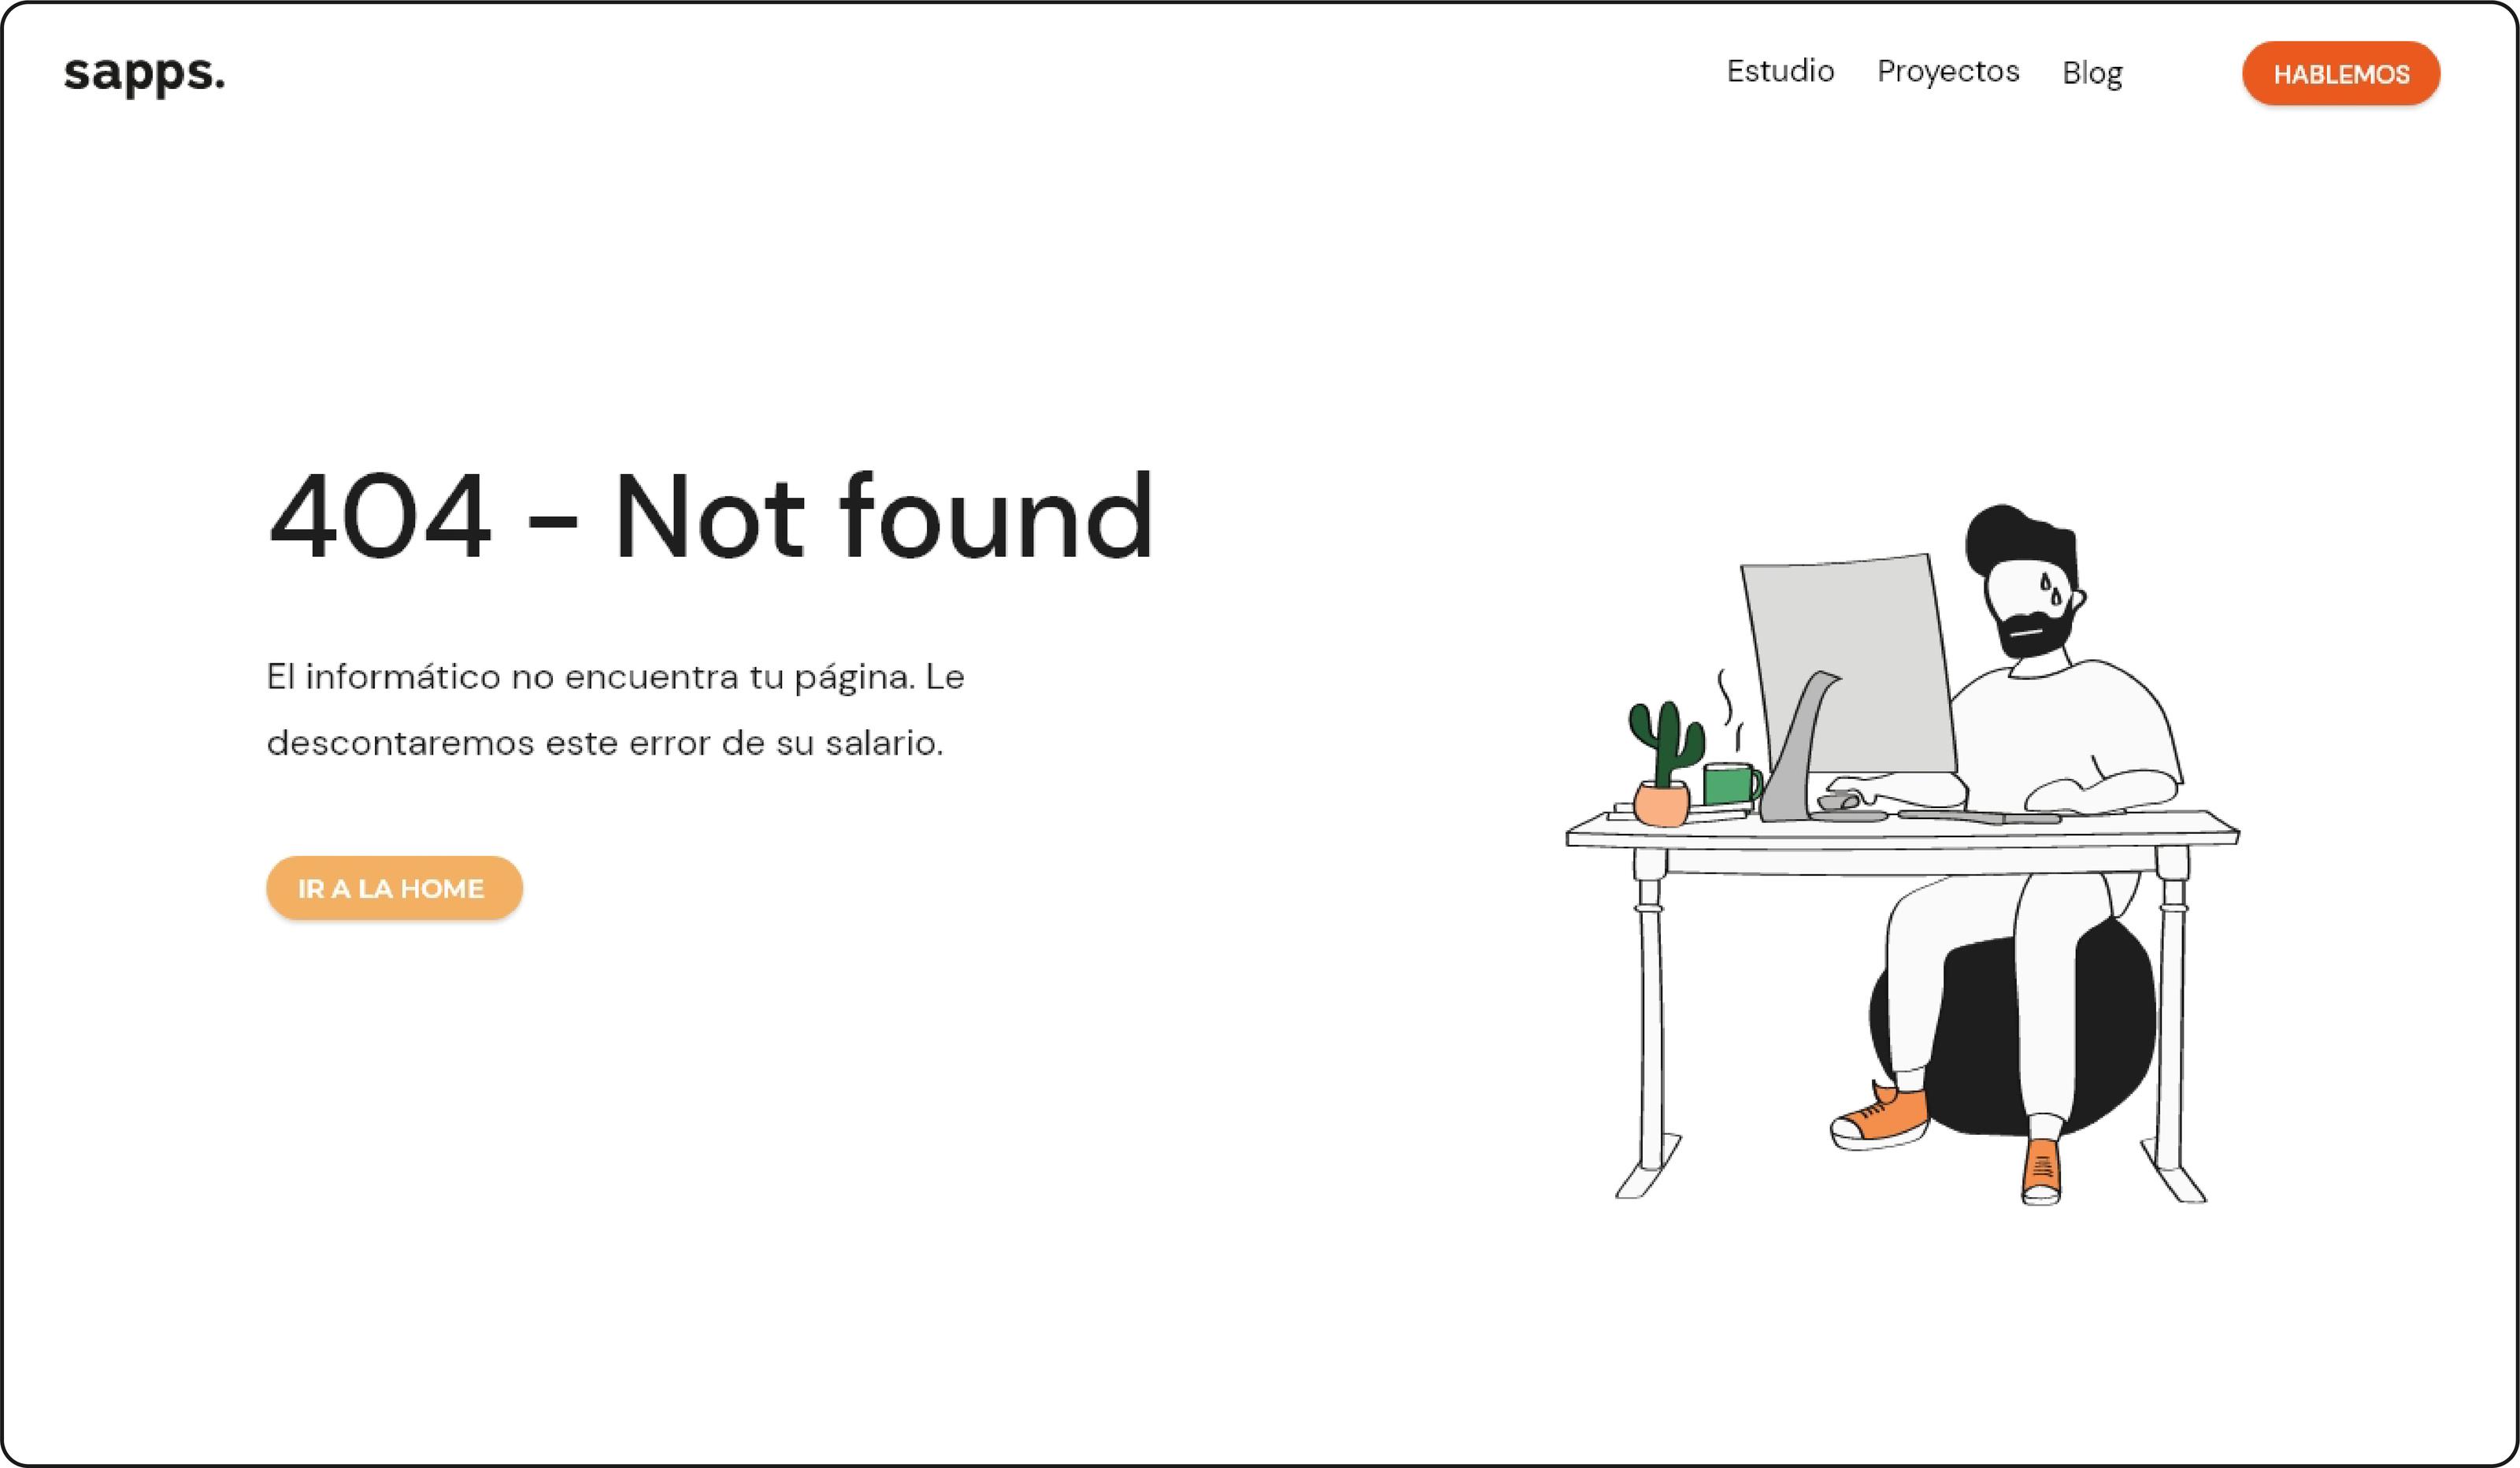 sapps.
Estudio
Proyectos
Blog
HABLEMOS
404 – Not found
El informático no encuentra tu página. Le
descontaremos este error de su salario.
IR A LA HOME